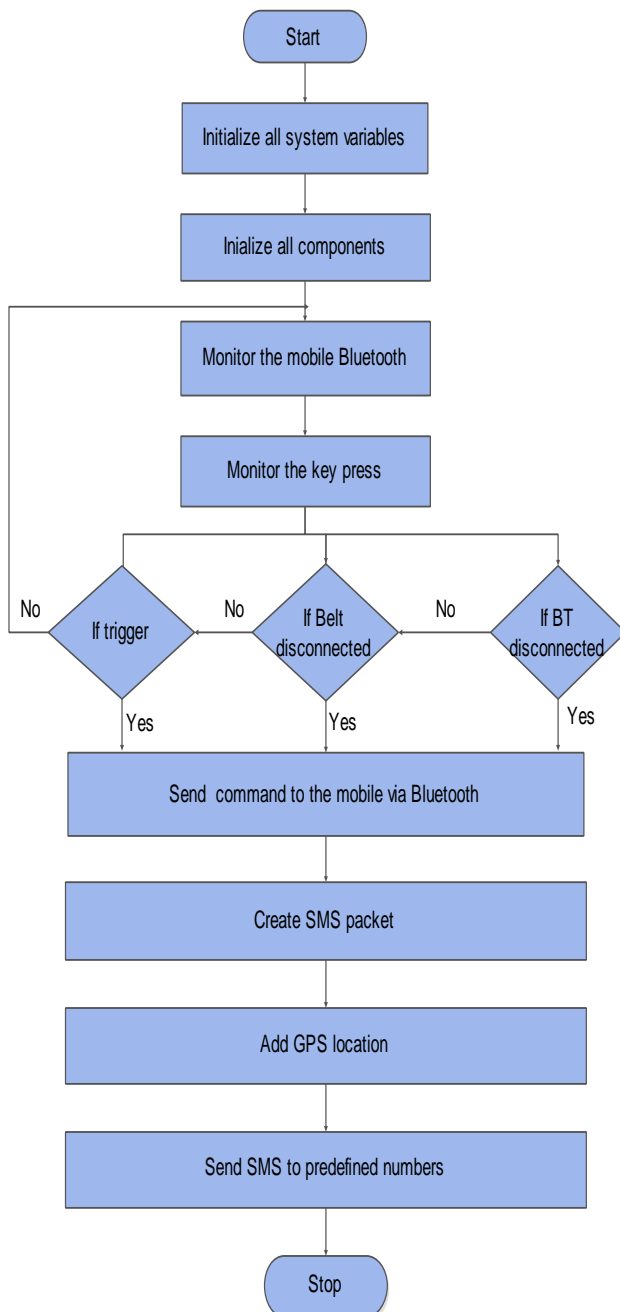 Start
Initialize all system variables
Inialize all components
Monitor the mobile Bluetooth
Monitor the key press
No
If trigger
No
If Belt
disconnected
No
If BT
disconnected
Yes
Yes
Yes
Send command to the mobile via Bluetooth
Create SMS packet
Add GPS location
Send SMS to predefined numbers
Stop